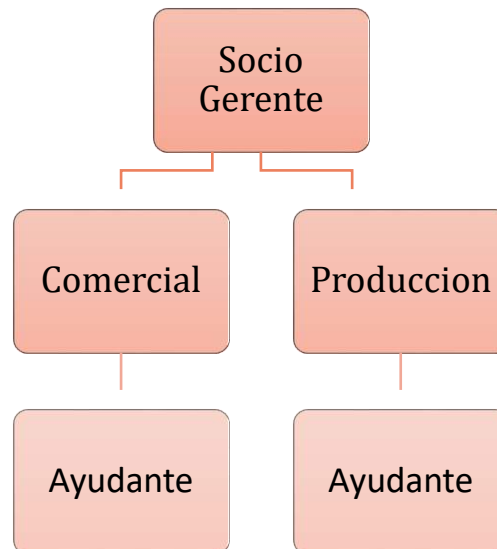 Socio
Gerente
Comercial
Produccion
Ayudante
Ayudante